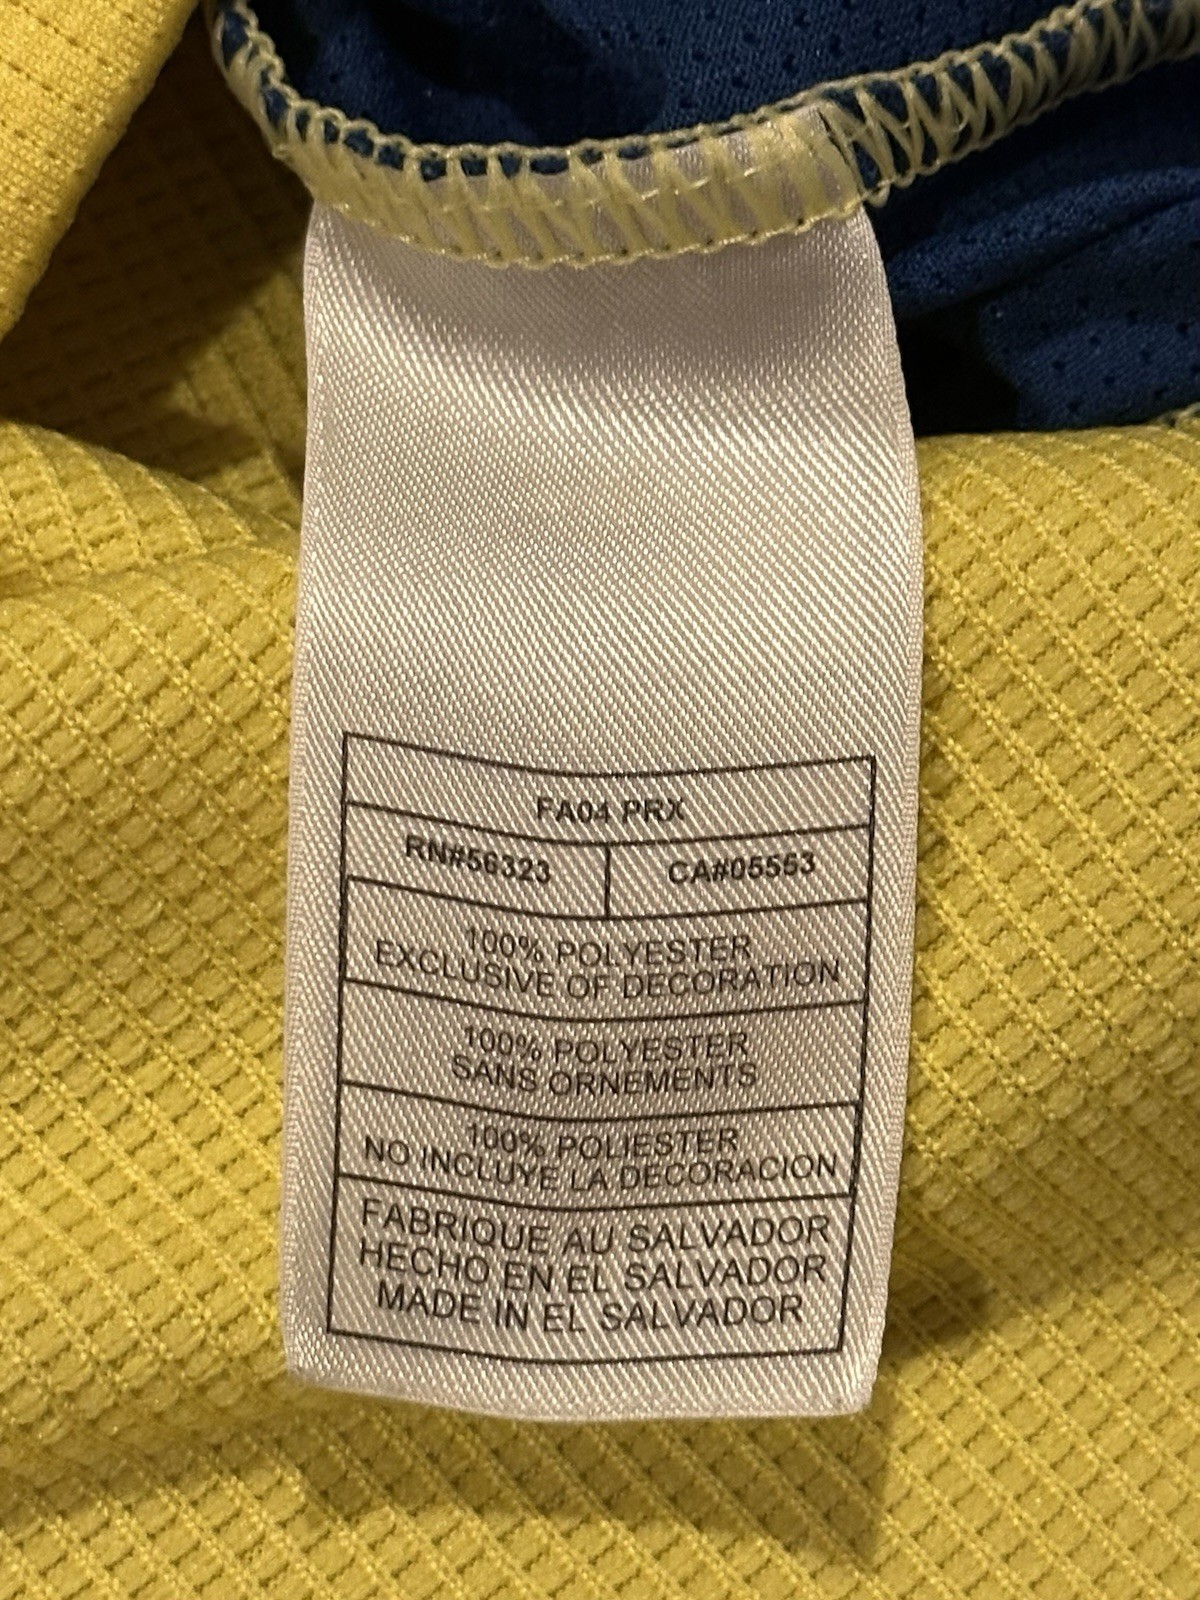 FA04 PRX
RN#56323 CA#05553
100% POLYESTER
EXCLUSIVE OF DECORATION
100% POLYESTER
SANS ORNEMENTS
100% POLIESTER
NO INCLUYE LA DECORACION
FABRIQUE AU SALVADOR
HECHO EN EL SALVADOR
MADE IN EL SALVADOR